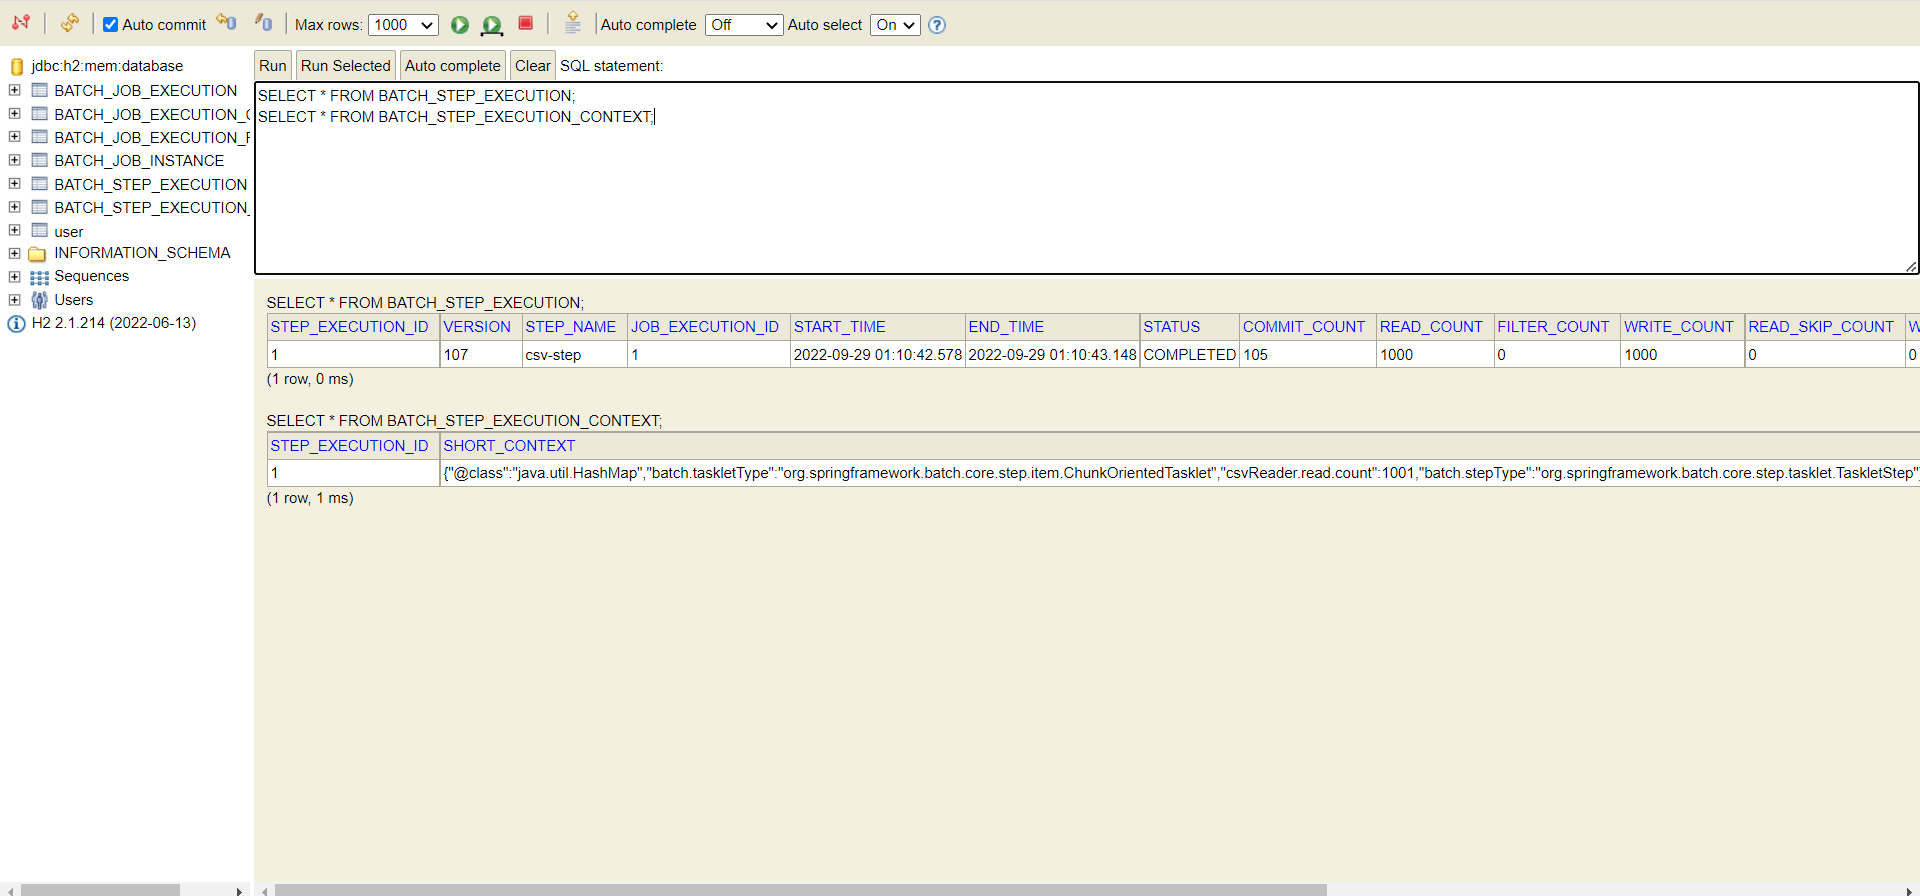 Auto commit Max rows: 1000 Auto complete Off Auto select On ?
jdbc:h2:mem:database
BATCH_JOB_EXECUTION
BATCH_JOB_EXECUTION_
BATCH_JOB_EXECUTION_
BATCH_JOB_INSTANCE
BATCH_STEP_EXECUTION
BATCH_STEP_EXECUTION_
user
INFORMATION_SCHEMA
Sequences
Users
H2 2.1.214 (2022-06-13)
Run Run Selected Auto complete Clear SQL statement:
SELECT * FROM BATCH_STEP_EXECUTION;
SELECT * FROM BATCH_STEP_EXECUTION_CONTEXT;
SELECT * FROM BATCH_STEP_EXECUTION;
STEP_EXECUTION_ID VERSION STEP_NAME JOB_EXECUTION_ID START_TIME END_TIME STATUS COMMIT_COUNT READ_COUNT FILTER_COUNT WRITE_COUNT READ_SKIP_COUNT W
1 107 csv-step 1 2022-09-29 01:10:42.578 2022-09-29 01:10:43.148 COMPLETED 105 1000 0 1000 0 0
(1 row, 0 ms)
SELECT * FROM BATCH_STEP_EXECUTION_CONTEXT;
STEP_EXECUTION_ID SHORT_CONTEXT
1 {"@class":"java.util.HashMap","batch.taskletType":"org.springframework.batch.core.step.item.ChunkOrientedTasklet","csvReader.read.count":1001,"batch.stepType":"org.springframework.batch.core.step.tasklet.TaskletStep"}
(1 row, 1 ms)